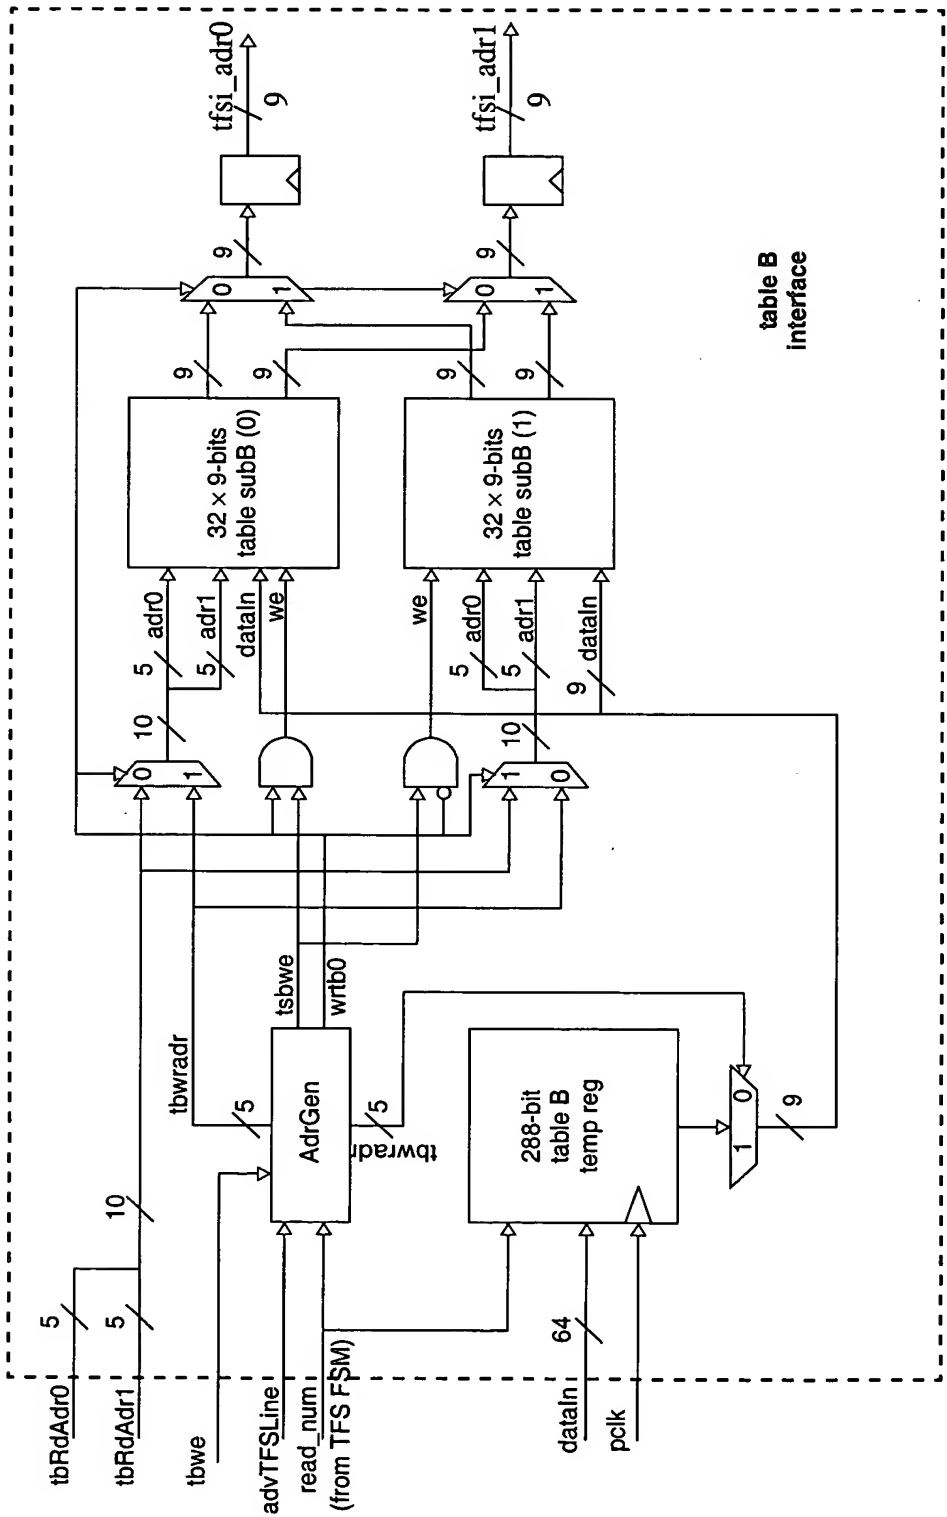 tbRdAdr0
5
tbRdAdr1
5
10
tbwe
advTFSLine
read_num
(from TFS FSM)
dataIn
64
pclk
tbwradr
5
AdrGen
tsbwe
wrtb0
5
tbwradr
288-bit
table B
temp reg
1
0
9
0
1
10
5
adr0
5
adr1
dataIn
we
32 × 9-bits
table subB (0)
9
9
0
1
9
tfsi_adr0
9
1
0
10
we
5
adr0
5
adr1
9
dataIn
32 × 9-bits
table subB (1)
9
9
0
1
9
tfsi_adr1
9
table B
interface